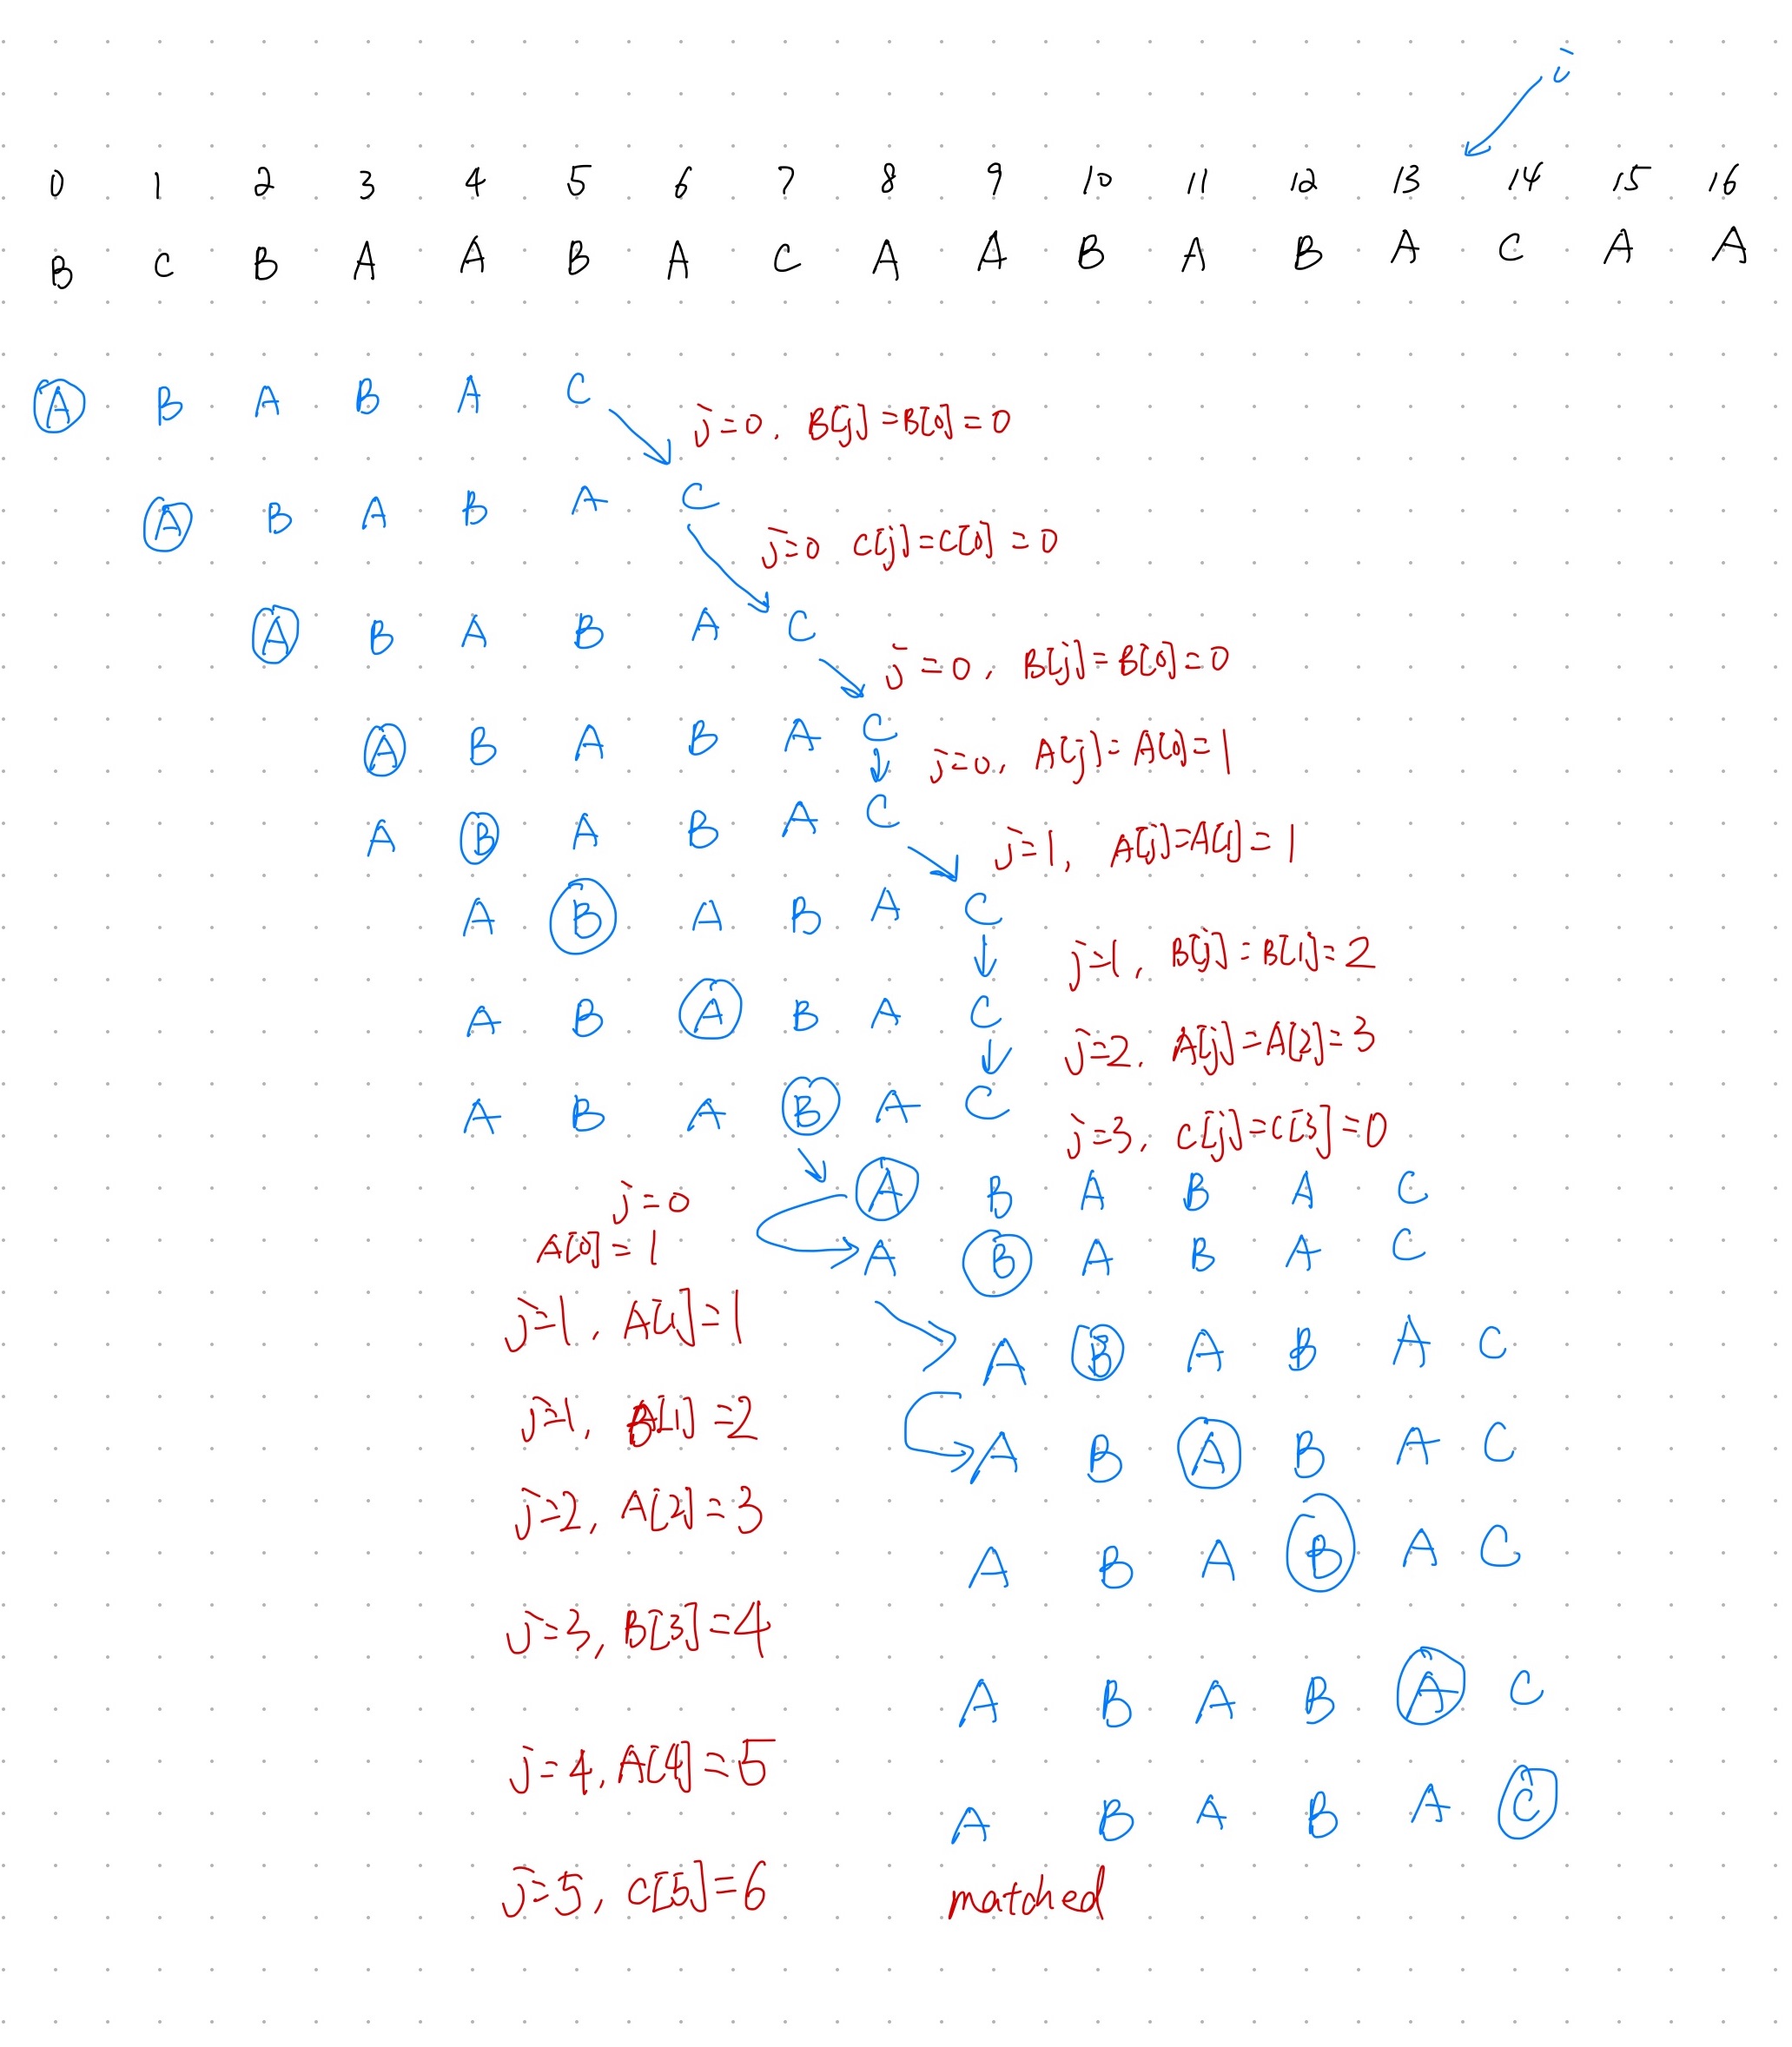 i
0 1 2 3 4 5 6 7 8 9 10 11 12 13 14 15 16
B C B A A B A C A A B A B A C A A
A B A B A C
j=0, B[j]=B[0]=0
A B A B A C
j=0 C[j]=C[0]=0
A B A B A C
j=0, B[j]=B[0]=0
A B A B A C
j=0, A[j]=A[0]=1
A B A B A C
j=1, A[j]=A[1]=1
A B A B A C
j=1, B[j]=B[1]=2
A B A B A C
j=2, A[j]=A[2]=3
A B A B A C
j=3, C[j]=C[3]=0
A B A B A C
j=0
A[0]=1
A B A B A C
j=1, A[1]=1
A B A B A C
j=1, B[1]=2
A B A B A C
j=2, A[2]=3
A B A B A C
j=3, B[3]=4
A B A B A C
j=4, A[4]=5
A B A B A C
j=5, C[5]=6
matched